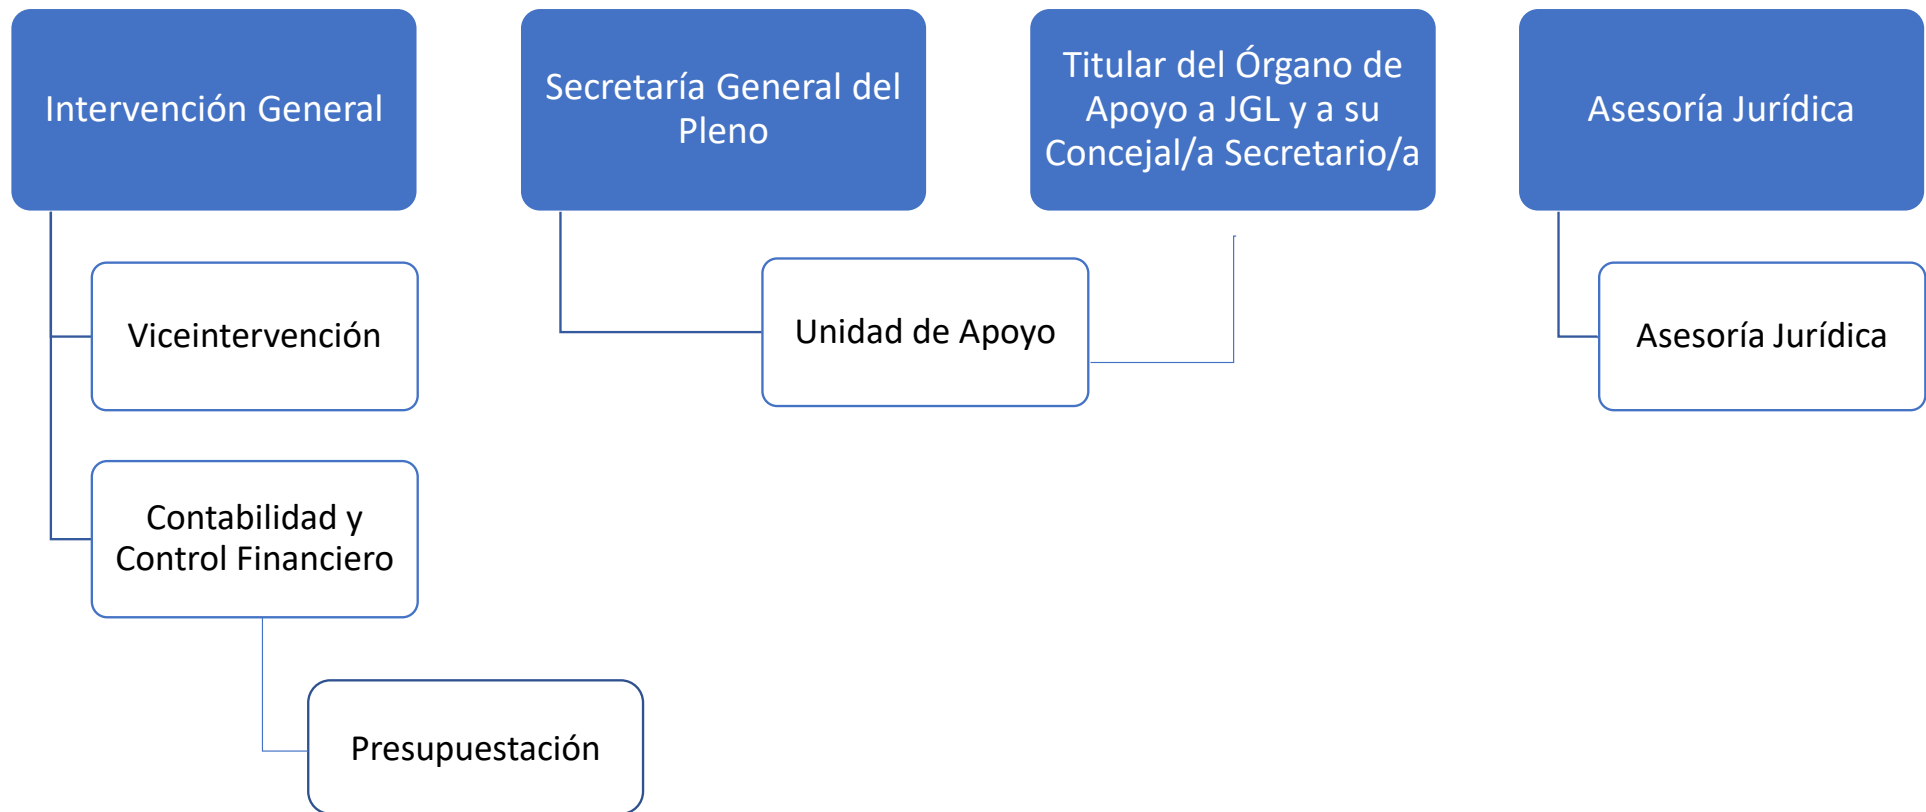 Intervención General
Secretaría General del
Pleno
Titular del Órgano de
Apoyo a JGL y a su
Concejal/a Secretario/a
Asesoría Jurídica
Viceintervención
Unidad de Apoyo
Asesoría Jurídica
Contabilidad y
Control Financiero
Presupuestación